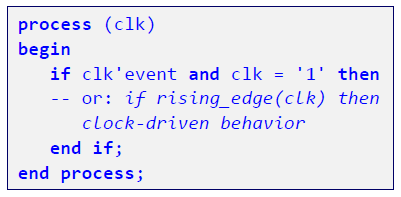 process (clk)
begin
if clk'event and clk = '1' then
-- or: if rising_edge(clk) then
clock-driven behavior
end if;
end process;